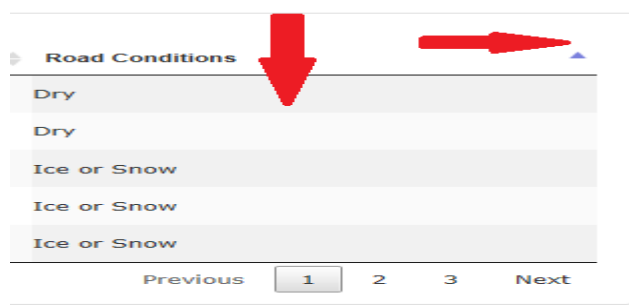 Road Conditions
Dry
Dry
Ice or Snow
Ice or Snow
Ice or Snow
Previous 1 2 3 Next